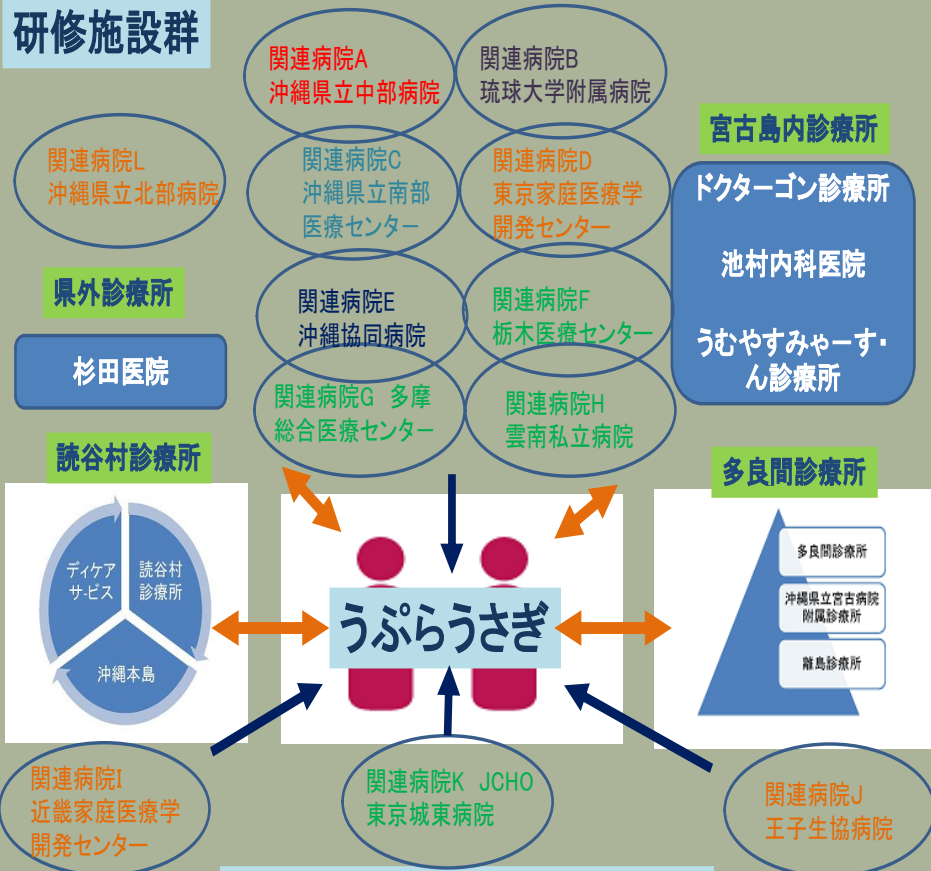 研修施設群
関連病院A
沖縄県立中部病院
関連病院B
琉球大学附属病院
関連病院L
沖縄県立北部病院
関連病院C
沖縄県立南部
医療センター
関連病院D
東京家庭医療学
開発センター
宮古島内診療所
ドクターゴン診療所
池村内科医院
うむやすみゃーす・
ん診療所
県外診療所
杉田医院
関連病院E
沖縄協同病院
関連病院F
栃木医療センター
関連病院G 多摩
総合医療センター
関連病院H
雲南私立病院
読谷村診療所
ディケア
サービス
読谷村
診療所
沖縄本島
うぷらうさぎ
多良間診療所
多良間診療所
沖縄県立宮古病院
附属診療所
離島診療所
関連病院I
近畿家庭医療学
開発センター
関連病院K JCHO
東京城東病院
関連病院J
王子生協病院